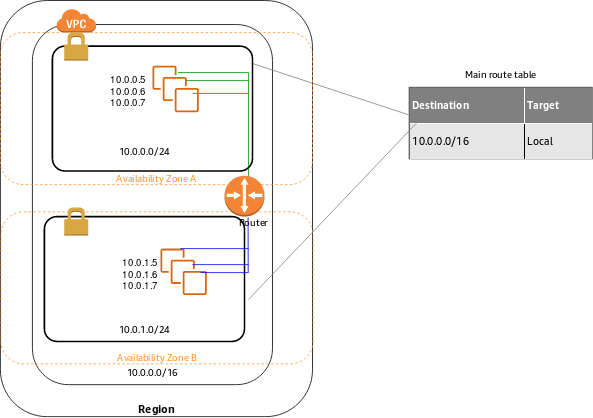 VPC
10.0.0.5
10.0.0.6
10.0.0.7
10.0.0.0/24
Availability Zone A
Router
10.0.1.5
10.0.1.6
10.0.1.7
10.0.1.0/24
Availability Zone B
10.0.0.0/16
Region
Main route table
Destination Target
10.0.0.0/16 Local